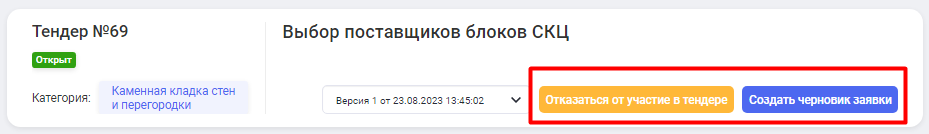 Тендер №69
Открыт
Категория:
Каменная кладка стен
и перегородки
Выбор поставщиков блоков СКЦ
Версия 1 от 23.08.2023 13:45:02
Отказаться от участие в тендере
Создать черновик заявки